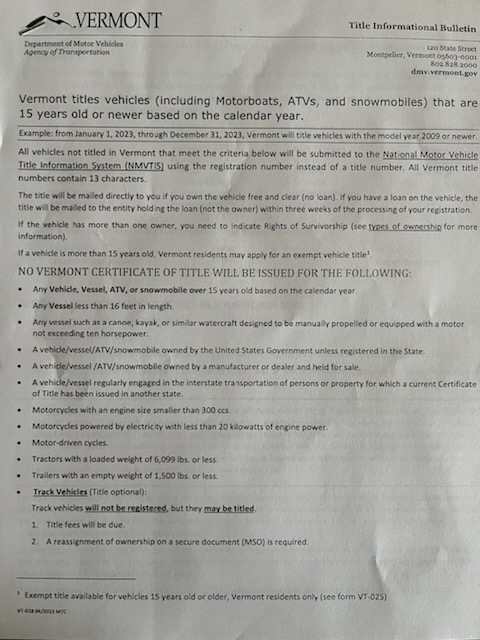 VERMONT
Department of Motor Vehicles
Agency of Transportation
Title Informational Bulletin
120 State Street
Montpelier, Vermont 05603-0001
802.828.2000
dmv.vermont.gov
Vermont titles vehicles (including Motorboats, ATVs, and snowmobiles) that are
15 years old or newer based on the calendar year.
Example: from January 1, 2023, through December 31, 2023, Vermont will title vehicles with the model year 2009 or newer.
All vehicles not titled in Vermont that meet the criteria below will be submitted to the National Motor Vehicle
Title Information System (NMVTIS) using the registration number instead of a title number. All Vermont title
numbers contain 13 characters.
The title will be mailed directly to you if you own the vehicle free and clear (no loan). If you have a loan on the vehicle, the
title will be mailed to the entity holding the loan (not the owner) within three weeks of the processing of your registration.
If the vehicle has more than one owner, you need to indicate Rights of Survivorship (see types of ownership for more
information).
If a vehicle is more than 15 years old, Vermont residents may apply for an exempt vehicle title¹.
NO VERMONT CERTIFICATE OF TITLE WILL BE ISSUED FOR THE FOLLOWING:
• Any Vehicle, Vessel, ATV, or snowmobile over 15 years old based on the calendar year.
• Any Vessel less than 16 feet in length.
• Any vessel such as a canoe, kayak, or similar watercraft designed to be manually propelled or equipped with a motor
not exceeding ten horsepower.
• A vehicle/vessel/ATV/snowmobile owned by the United States Government unless registered in the State.
• A vehicle/vessel /ATV/snowmobile owned by a manufacturer or dealer and held for sale.
• A vehicle/vessel regularly engaged in the interstate transportation of persons or property for which a current Certificate
of Title has been issued in another state.
• Motorcycles with an engine size smaller than 300 ccs.
• Motorcycles powered by electricity with less than 20 kilowatts of engine power.
• Motor-driven cycles.
• Tractors with a loaded weight of 6,099 lbs. or less.
• Trailers with an empty weight of 1,500 lbs. or less.
• Track Vehicles (Title optional):
Track vehicles will not be registered, but they may be titled.
1. Title fees will be due.
2. A reassignment of ownership on a secure document (MSO) is required.
¹ Exempt title available for vehicles 15 years old or older, Vermont residents only (see form VT-025)
VT-038 04/2023 MTC